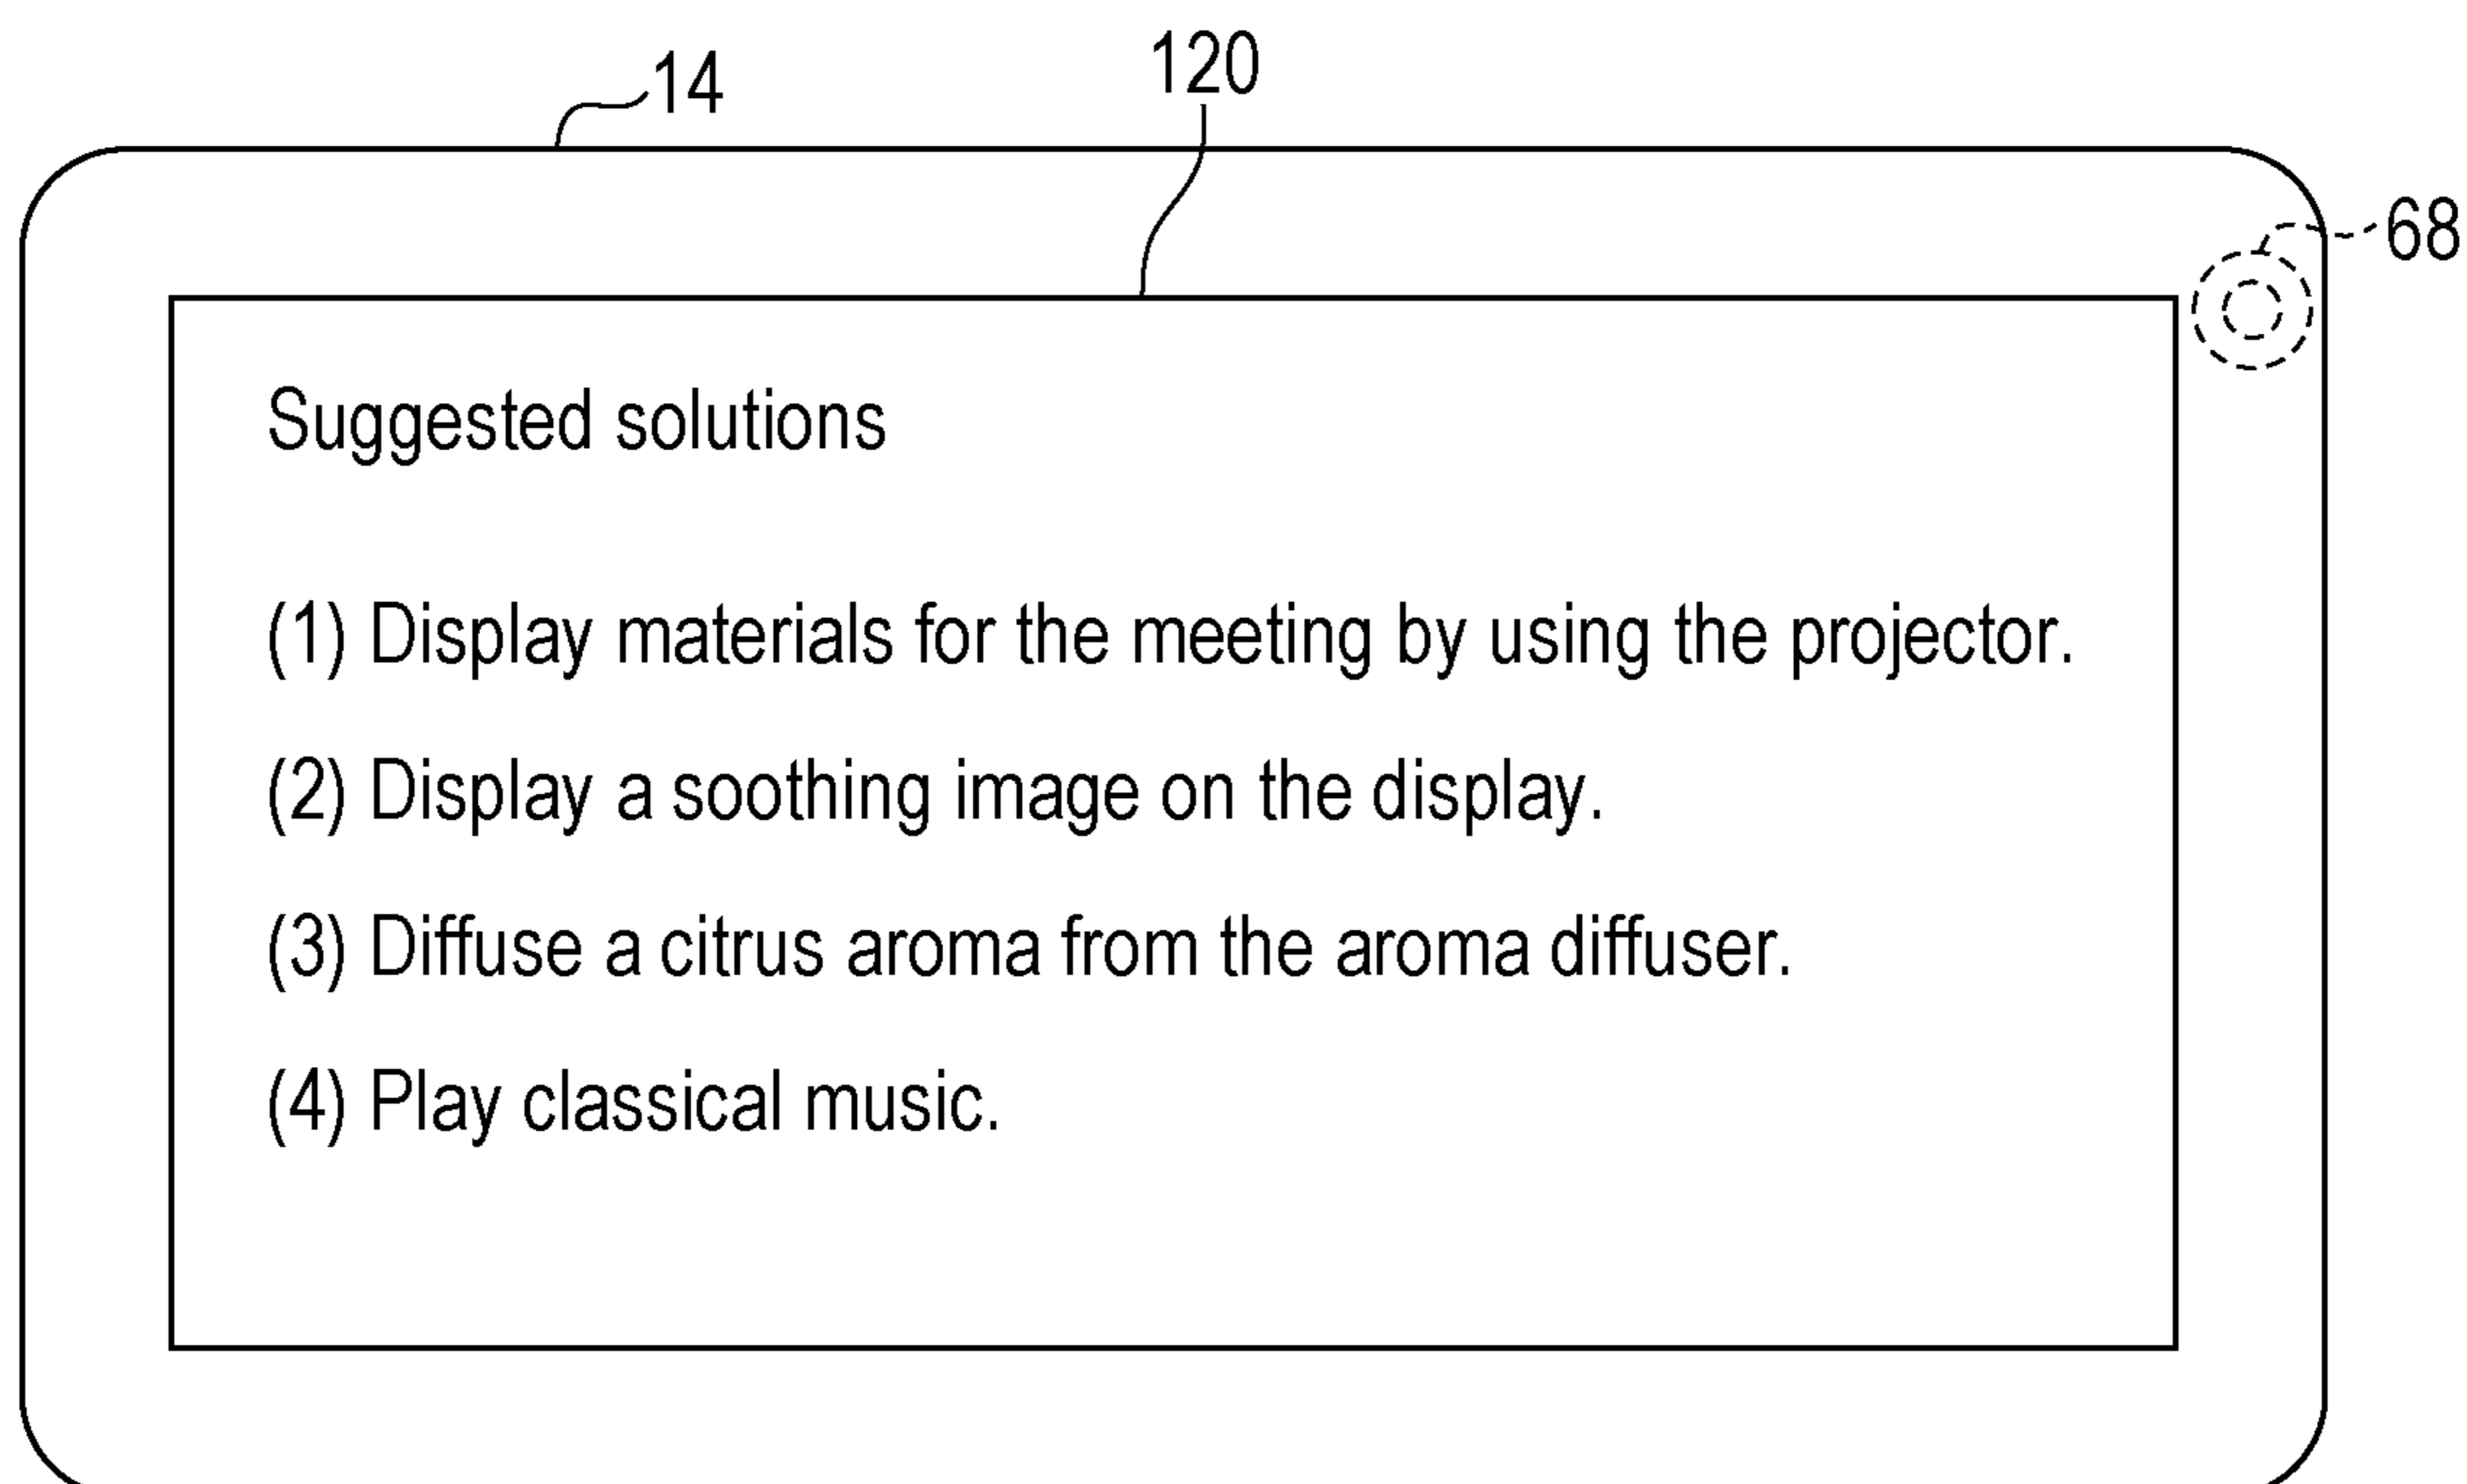 14
120
68
Suggested solutions
(1) Display materials for the meeting by using the projector.
(2) Display a soothing image on the display.
(3) Diffuse a citrus aroma from the aroma diffuser.
(4) Play classical music.